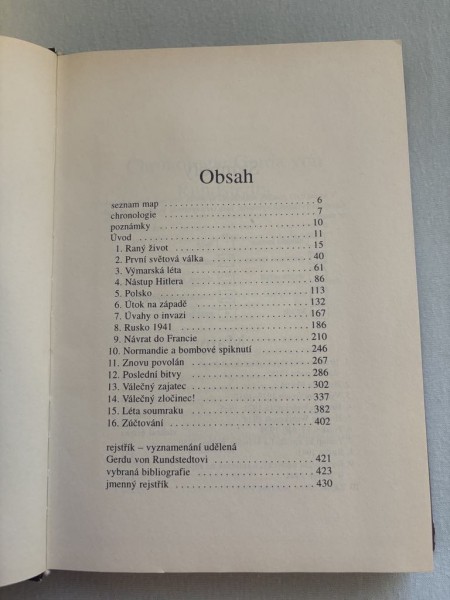 Obsah
seznam map . . . . . . . . . . . . . . . . . . . . . . . . . . . . 6
chronologie . . . . . . . . . . . . . . . . . . . . . . . . . . . . 7
poznámky . . . . . . . . . . . . . . . . . . . . . . . . . . . . 10
Úvod . . . . . . . . . . . . . . . . . . . . . . . . . . . . 11
1. Raný život . . . . . . . . . . . . . . . . . . . . . . . . 15
2. První světová válka . . . . . . . . . . . . . . . . . . 40
3. Výmarská léta . . . . . . . . . . . . . . . . . . . . . . 61
4. Nástup Hitlera . . . . . . . . . . . . . . . . . . . . . 86
5. Polsko . . . . . . . . . . . . . . . . . . . . . . . . . . 113
6. Útok na západě . . . . . . . . . . . . . . . . . . . . 132
7. Úvahy o invazi . . . . . . . . . . . . . . . . . . . . 167
8. Rusko 1941 . . . . . . . . . . . . . . . . . . . . . . 186
9. Návrat do Francie . . . . . . . . . . . . . . . . . . 210
10. Normandie a bombové spiknutí . . . . . . . . . 246
11. Znovu povolán . . . . . . . . . . . . . . . . . . . . 267
12. Poslední bitvy . . . . . . . . . . . . . . . . . . . . 286
13. Válečný zajatec . . . . . . . . . . . . . . . . . . . 302
14. Válečný zločinec! . . . . . . . . . . . . . . . . . . 337
15. Léta soumraku . . . . . . . . . . . . . . . . . . . . 382
16. Zúčtování . . . . . . . . . . . . . . . . . . . . . . . 402
rejstřík – vyznamenání udělená
Gerdu von Rundstedtovi . . . . . . . . . . . . . . . . 421
vybraná bibliografie . . . . . . . . . . . . . . . . . . . 423
jmenný rejstřík . . . . . . . . . . . . . . . . . . . . . . 430